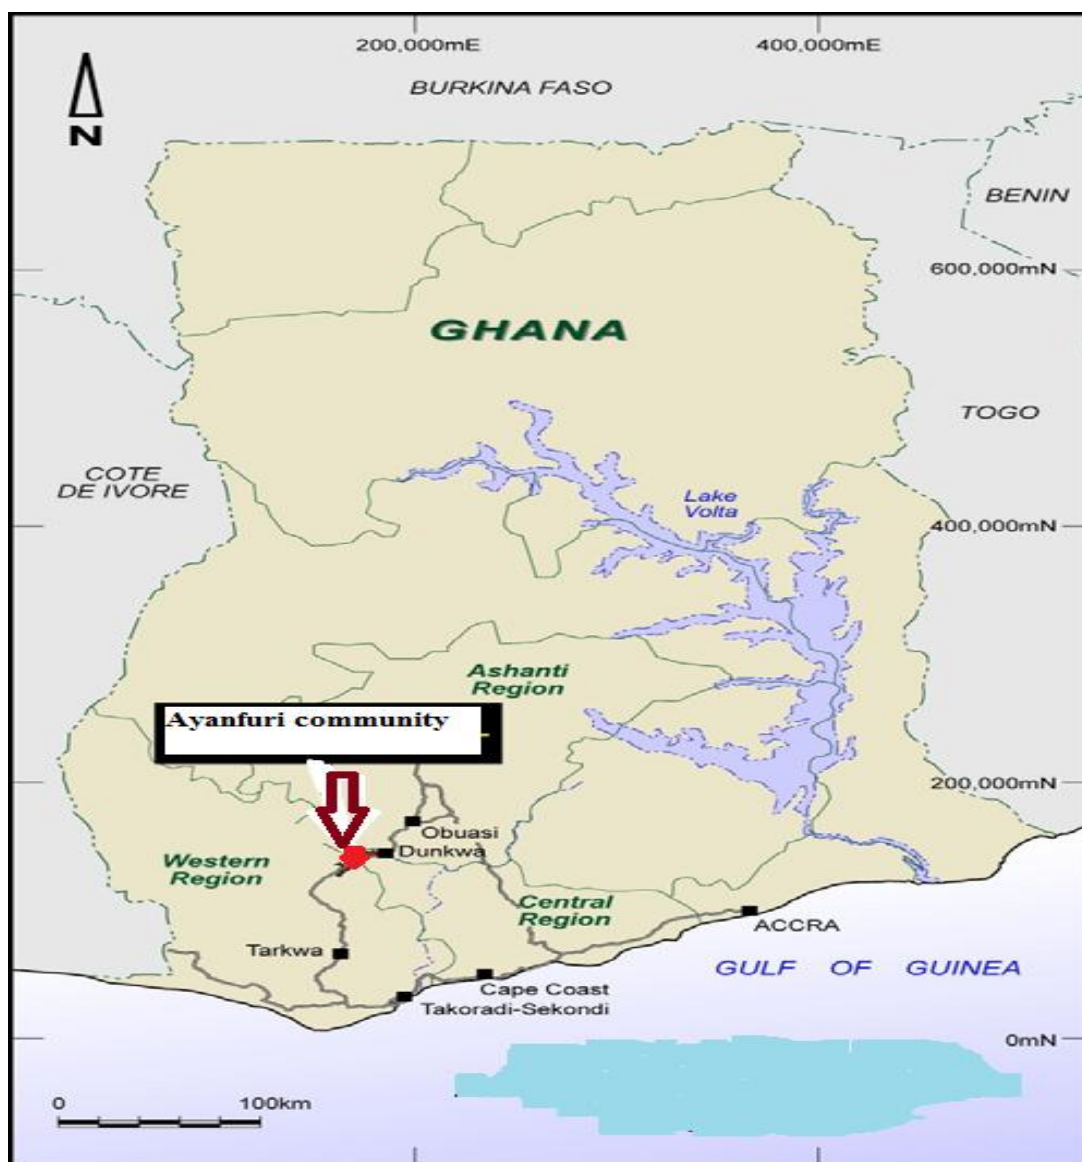 200,000mE
400,000mE
BURKINA FASO
N
BENIN
600,000mN
GHANA
TOGO
COTE
DE IVORE
Lake
Volta
400,000mN
Ashanti
Region
Ayanfuri community
200,000mN
Obuasi
Dunkwa
Western
Region
Central
Region
ACCRA
Tarkwa
GULF OF GUINEA
Cape Coast
Takoradi-Sekondi
0mN
0
100km